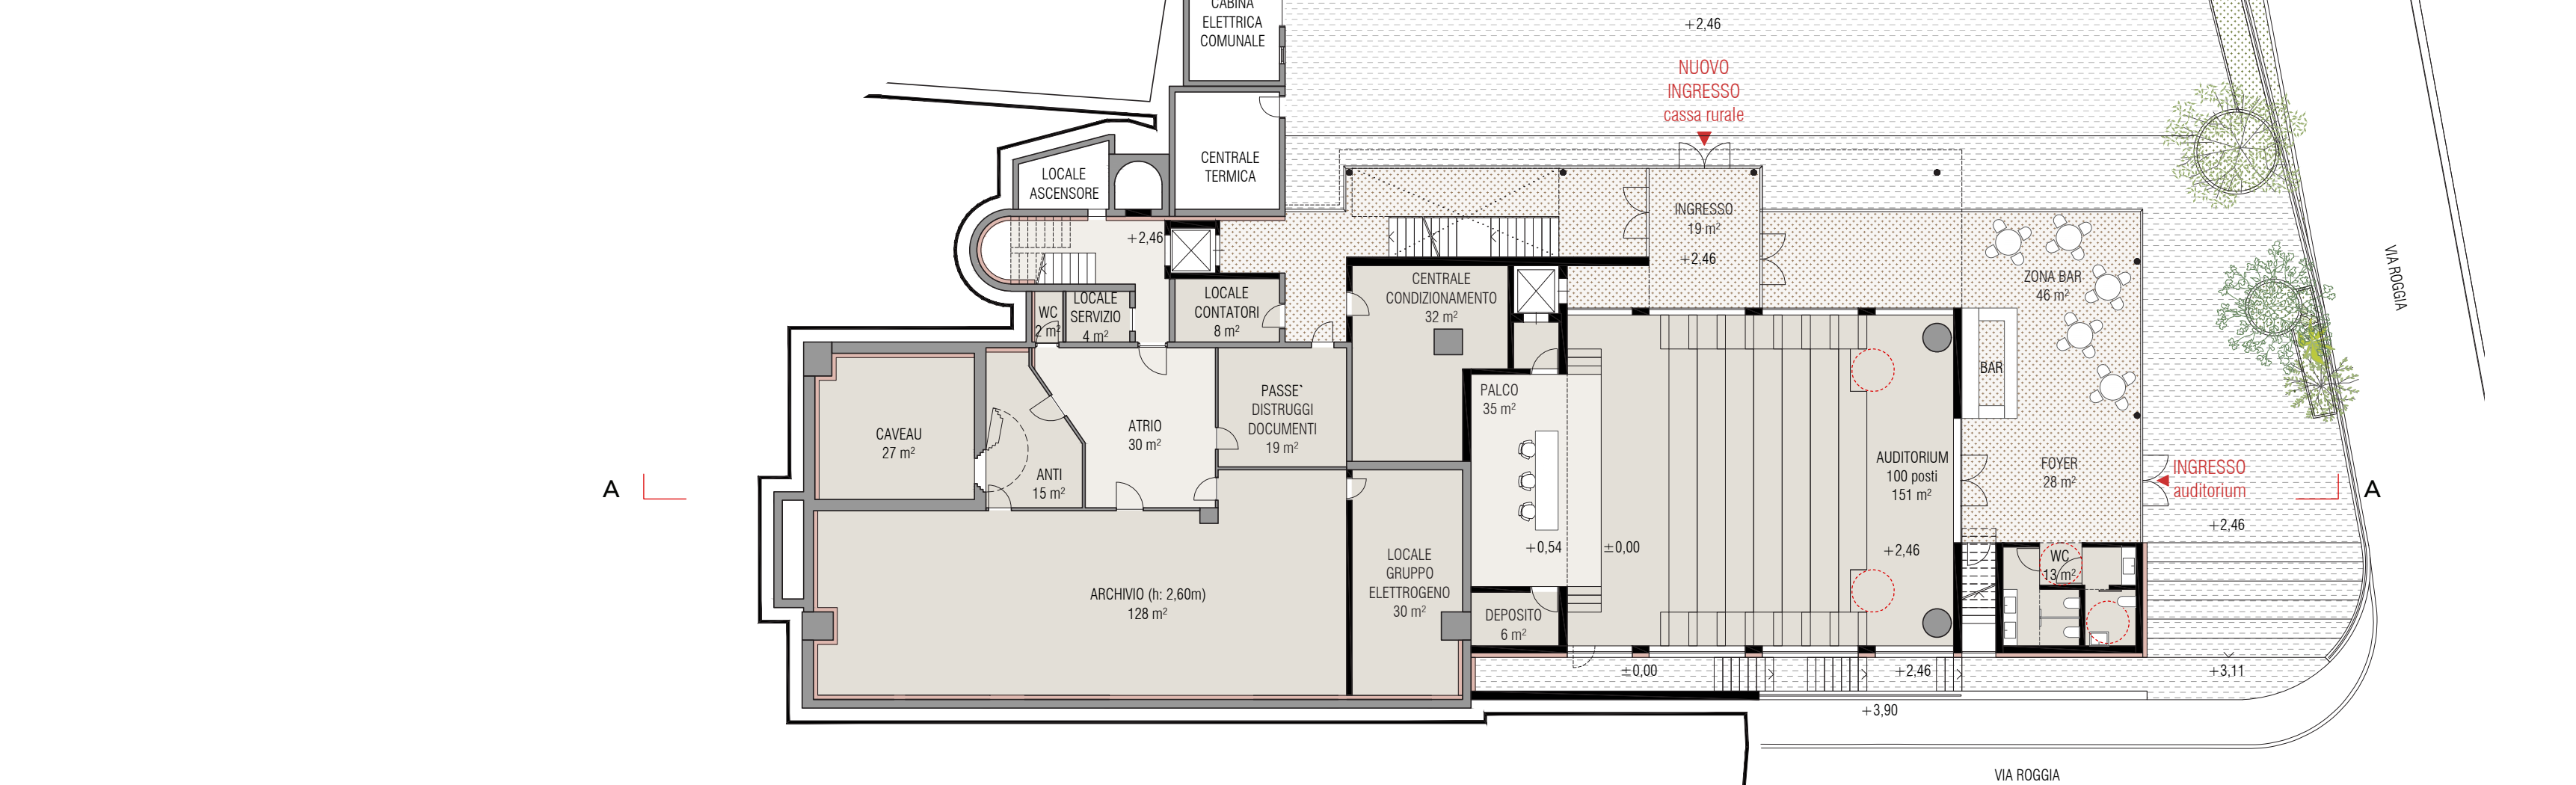 CABINA
ELETTRICA
COMUNALE
+2,46
NUOVO
INGRESSO
cassa rurale
CENTRALE
TERMICA
LOCALE
ASCENSORE
+2,46
INGRESSO
19 m²
+2,46
ZONA BAR
46 m²
VIA ROGGIA
WC
2 m²
LOCALE
SERVIZIO
4 m²
LOCALE
CONTATORI
8 m²
CENTRALE
CONDIZIONAMENTO
32 m²
BAR
CAVEAU
27 m²
ANTI
15 m²
ATRIO
30 m²
PASSE`
DISTRUGGI
DOCUMENTI
19 m²
PALCO
35 m²
AUDITORIUM
100 posti
151 m²
FOYER
28 m²
INGRESSO
auditorium
A
A
+2,46
+0,54
±0,00
+2,46
WC
13 m²
ARCHIVIO (h: 2,60m)
128 m²
LOCALE
GRUPPO
ELETTROGENO
30 m²
DEPOSITO
6 m²
±0,00
+2,46
+3,11
+3,90
VIA ROGGIA